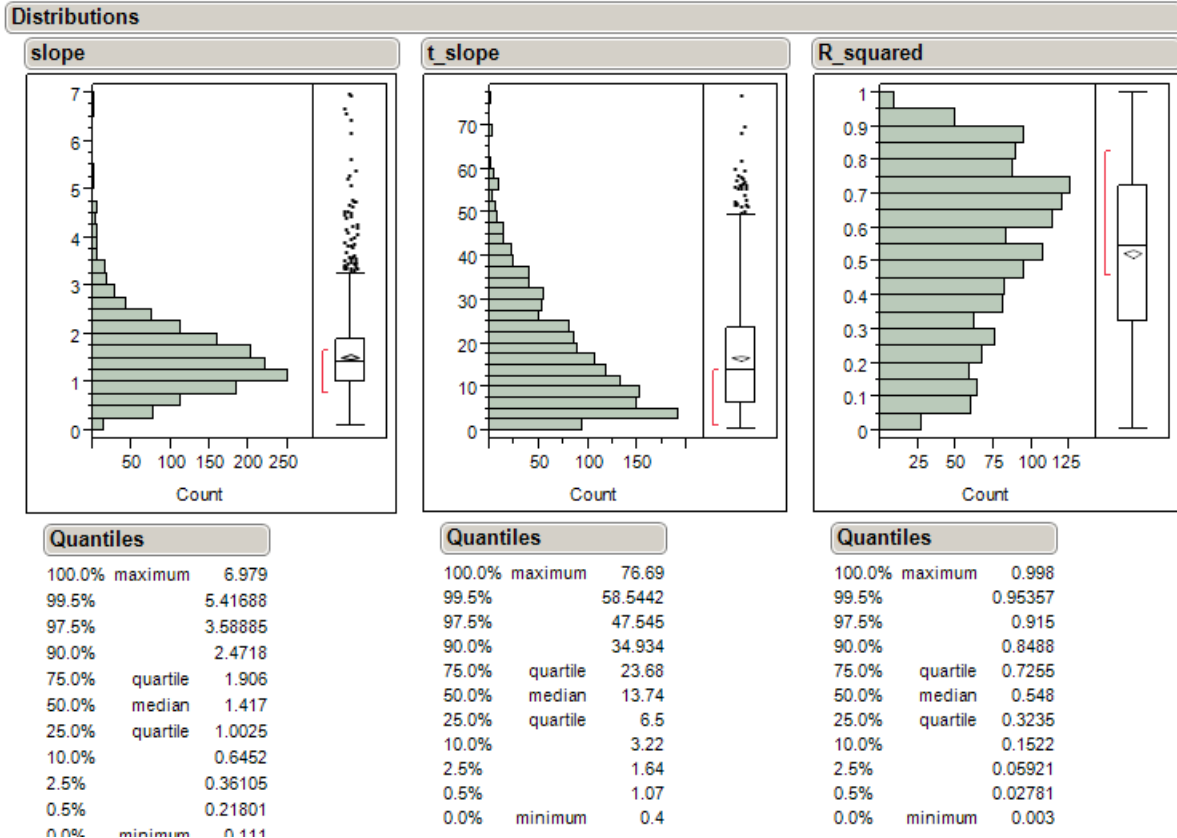 Distributions
slope
7
6
5
4
3
2
1
0
50 100 150 200 250
Count
Quantiles
100.0% maximum 6.979
99.5% 5.41688
97.5% 3.58885
90.0% 2.4718
75.0% quartile 1.906
50.0% median 1.417
25.0% quartile 1.0025
10.0% 0.6452
2.5% 0.36105
0.5% 0.21801
0.0% minimum 0.111
t_slope
70
60
50
40
30
20
10
0
50 100 150
Count
Quantiles
100.0% maximum 76.69
99.5% 58.5442
97.5% 47.545
90.0% 34.934
75.0% quartile 23.68
50.0% median 13.74
25.0% quartile 6.5
10.0% 3.22
2.5% 1.64
0.5% 1.07
0.0% minimum 0.4
R_squared
1
0.9
0.8
0.7
0.6
0.5
0.4
0.3
0.2
0.1
0
25 50 75 100 125
Count
Quantiles
100.0% maximum 0.998
99.5% 0.95357
97.5% 0.915
90.0% 0.8488
75.0% quartile 0.7255
50.0% median 0.548
25.0% quartile 0.3235
10.0% 0.1522
2.5% 0.05921
0.5% 0.02781
0.0% minimum 0.003